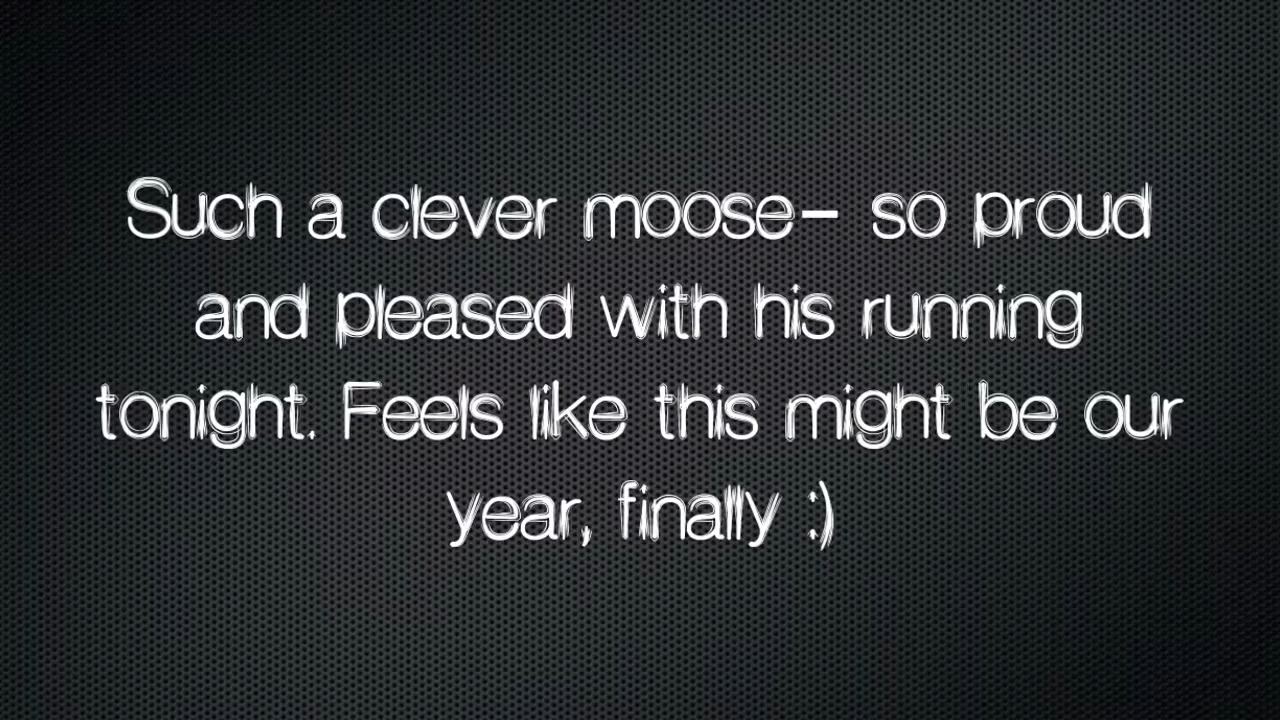 Such a clever moose- so proud
and pleased with his running
tonight. Feels like this might be our
year, finally :)